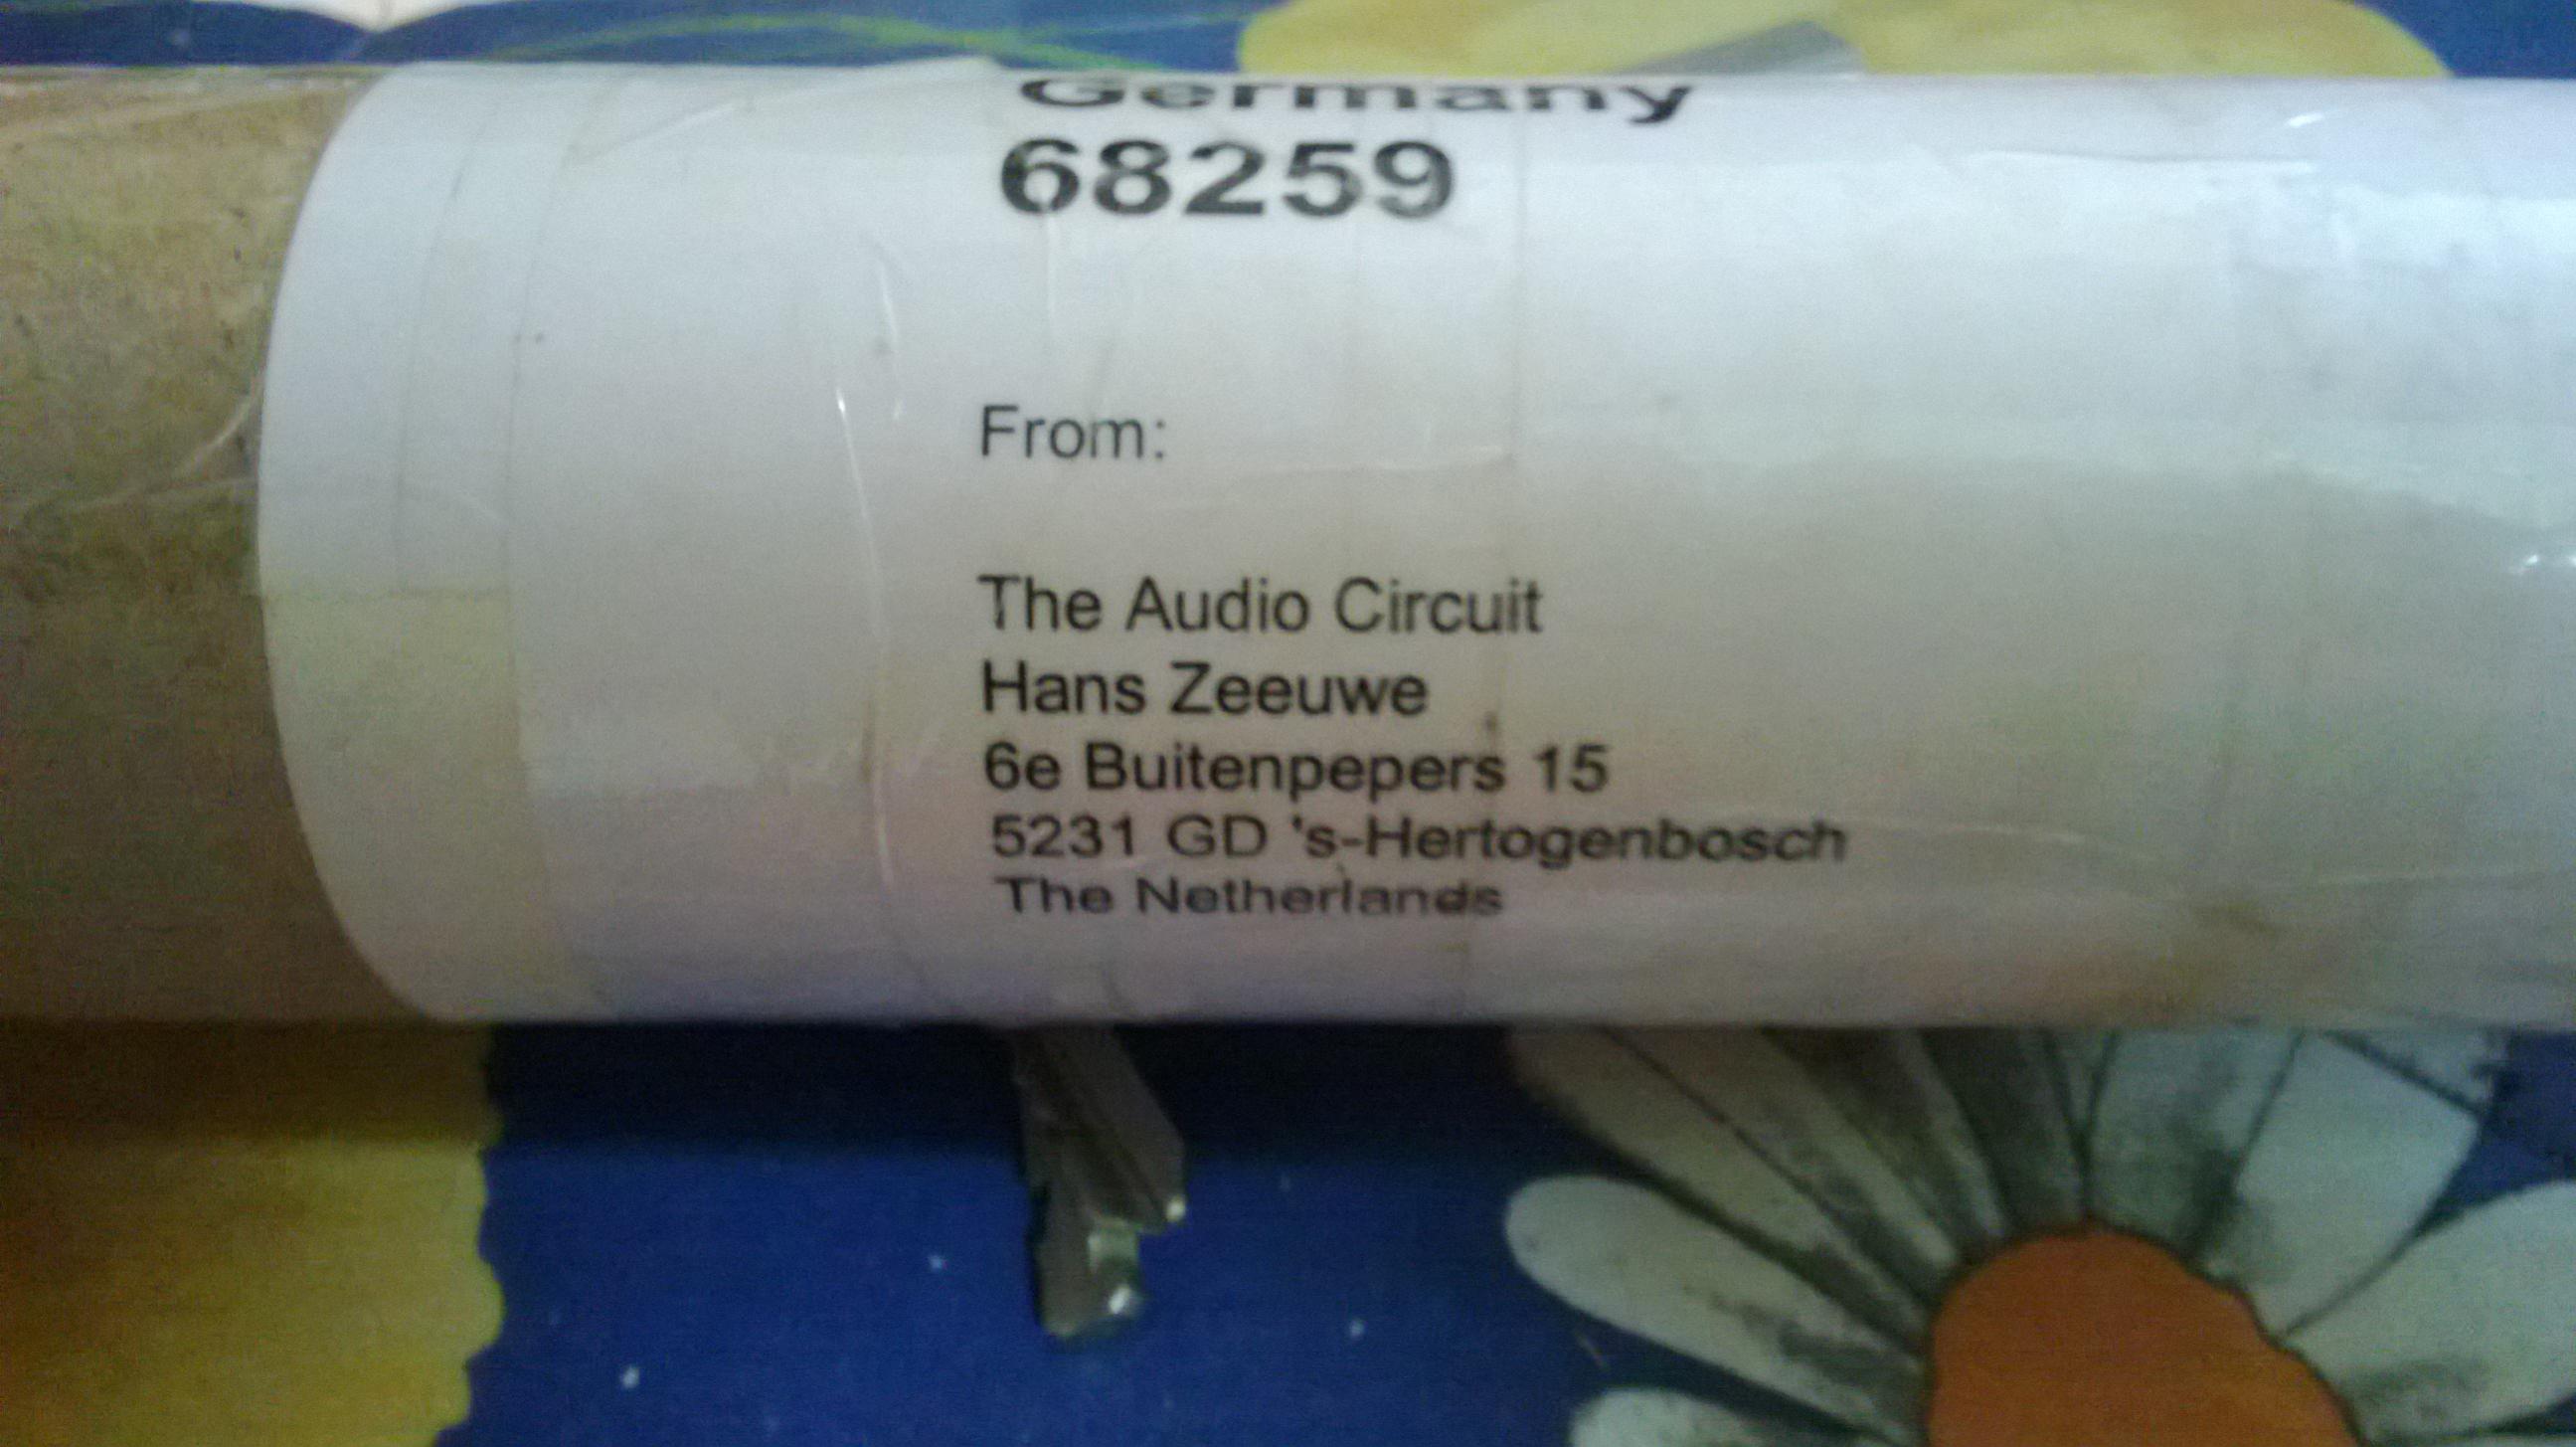 Germany
68259
From:
The Audio Circuit
Hans Zeeuwe
6e Buitenpepers 15
5231 GD 's-Hertogenbosch
The Netherlands